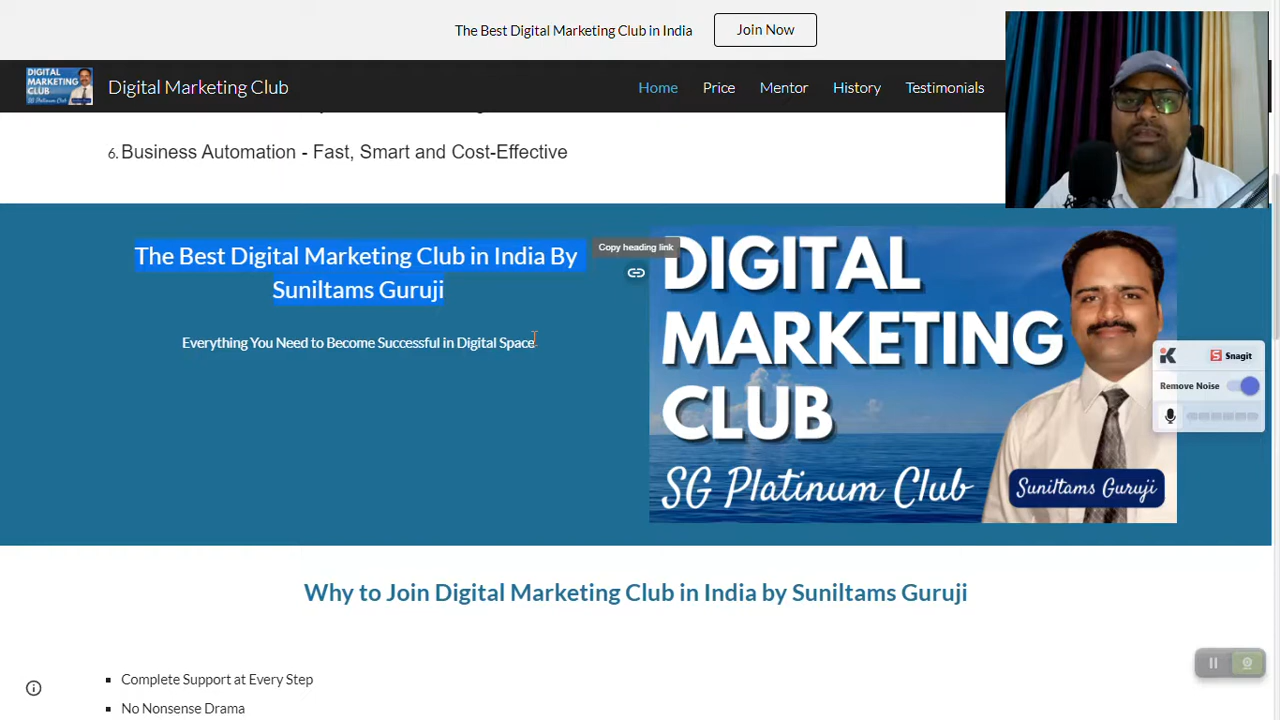 The Best Digital Marketing Club in India
Join Now
DIGITAL
MARKETING
CLUB
SG Platinum Club
Digital Marketing Club
Home
Price
Mentor
History
Testimonials
6. Business Automation - Fast, Smart and Cost-Effective
The Best Digital Marketing Club in India By
Suniltams Guruji
Copy heading link
Everything You Need to Become Successful in Digital Space
DIGITAL
MARKETING
CLUB
SG Platinum Club
Suniltams Guruji
Snagit
Remove Noise
Why to Join Digital Marketing Club in India by Suniltams Guruji
Complete Support at Every Step
No Nonsense Drama